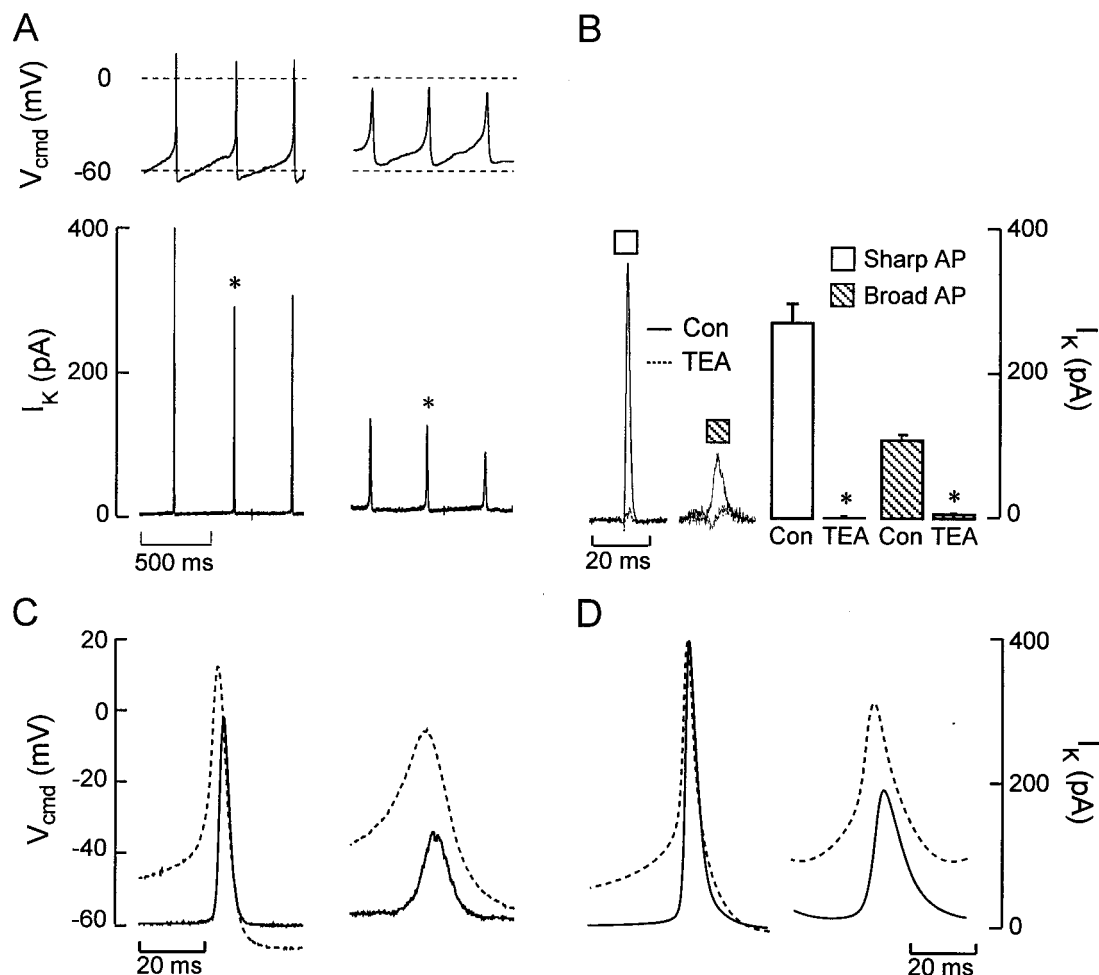 A
V_cmd (mV)
0
-60
400
200
0
I_K (pA)
*
*
500 ms
B
Sharp AP
Broad AP
Con
TEA
400
200
0
I_K (pA)
*
*
Con TEA Con TEA
20 ms
C
V_cmd (mV)
20
0
-20
-40
-60
20 ms
D
400
200
0
I_K (pA)
20 ms